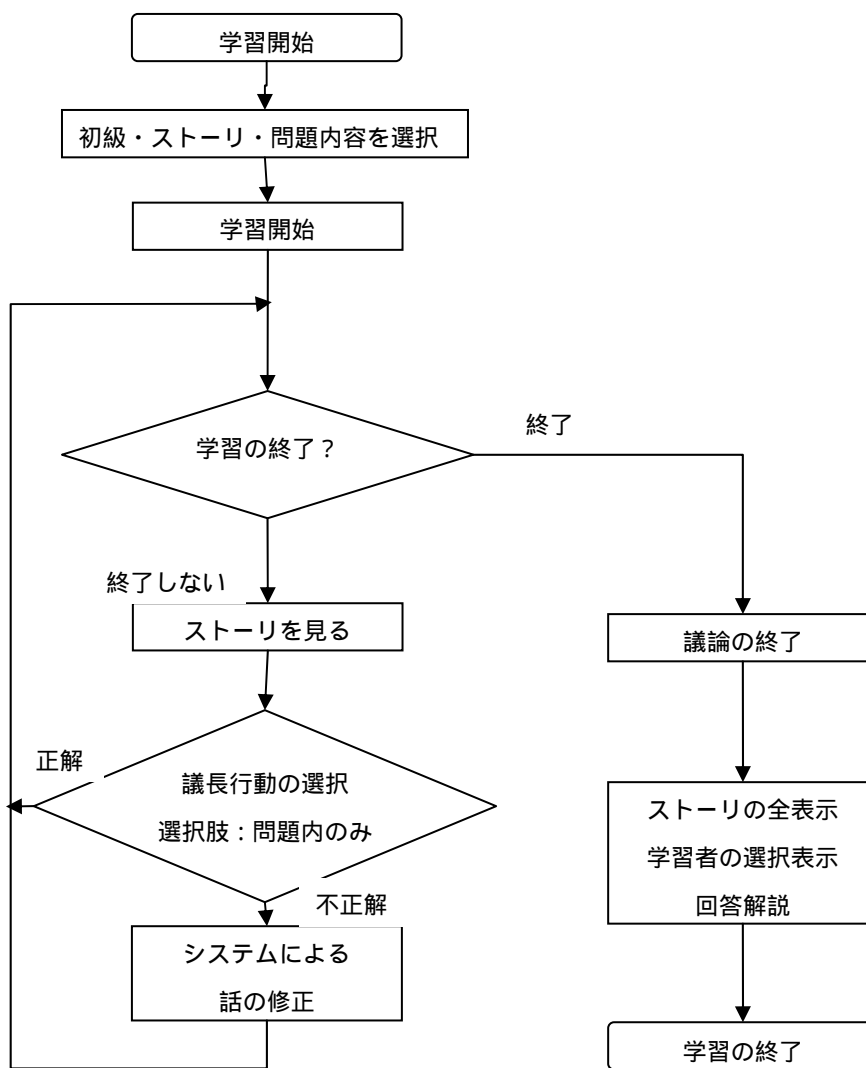 学習開始
初級・ストーリ・問題内容を選択
学習開始
学習の終了？
終了
終了しない
ストーリを見る
議論の終了
正解
議長行動の選択
選択肢：問題内のみ
不正解
システムによる
話の修正
ストーリの全表示
学習者の選択表示
回答解説
学習の終了